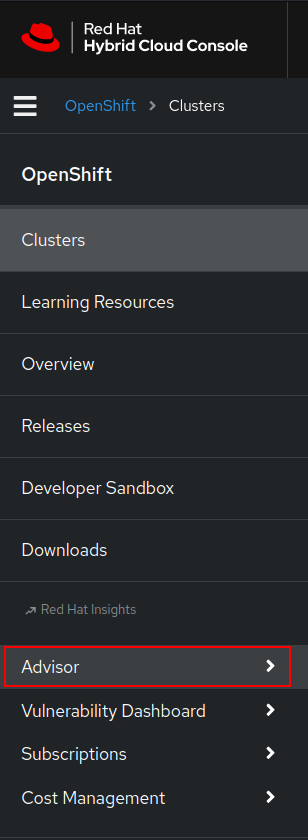 Red Hat
Hybrid Cloud Console
OpenShift > Clusters
OpenShift
Clusters
Learning Resources
Overview
Releases
Developer Sandbox
Downloads
Red Hat Insights
Advisor
Vulnerability Dashboard
Subscriptions
Cost Management